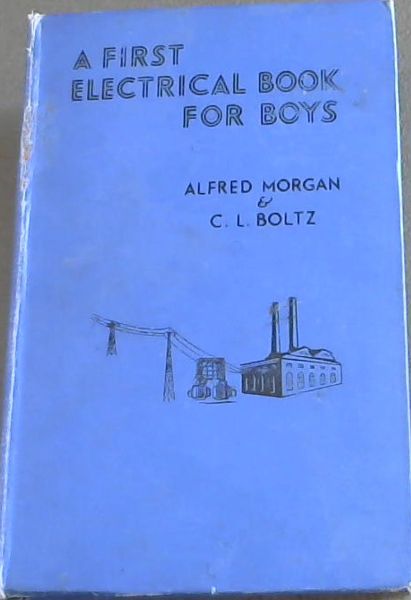 A FIRST
ELECTRICAL BOOK
FOR BOYS
ALFRED MORGAN
&
C. L. BOLTZ